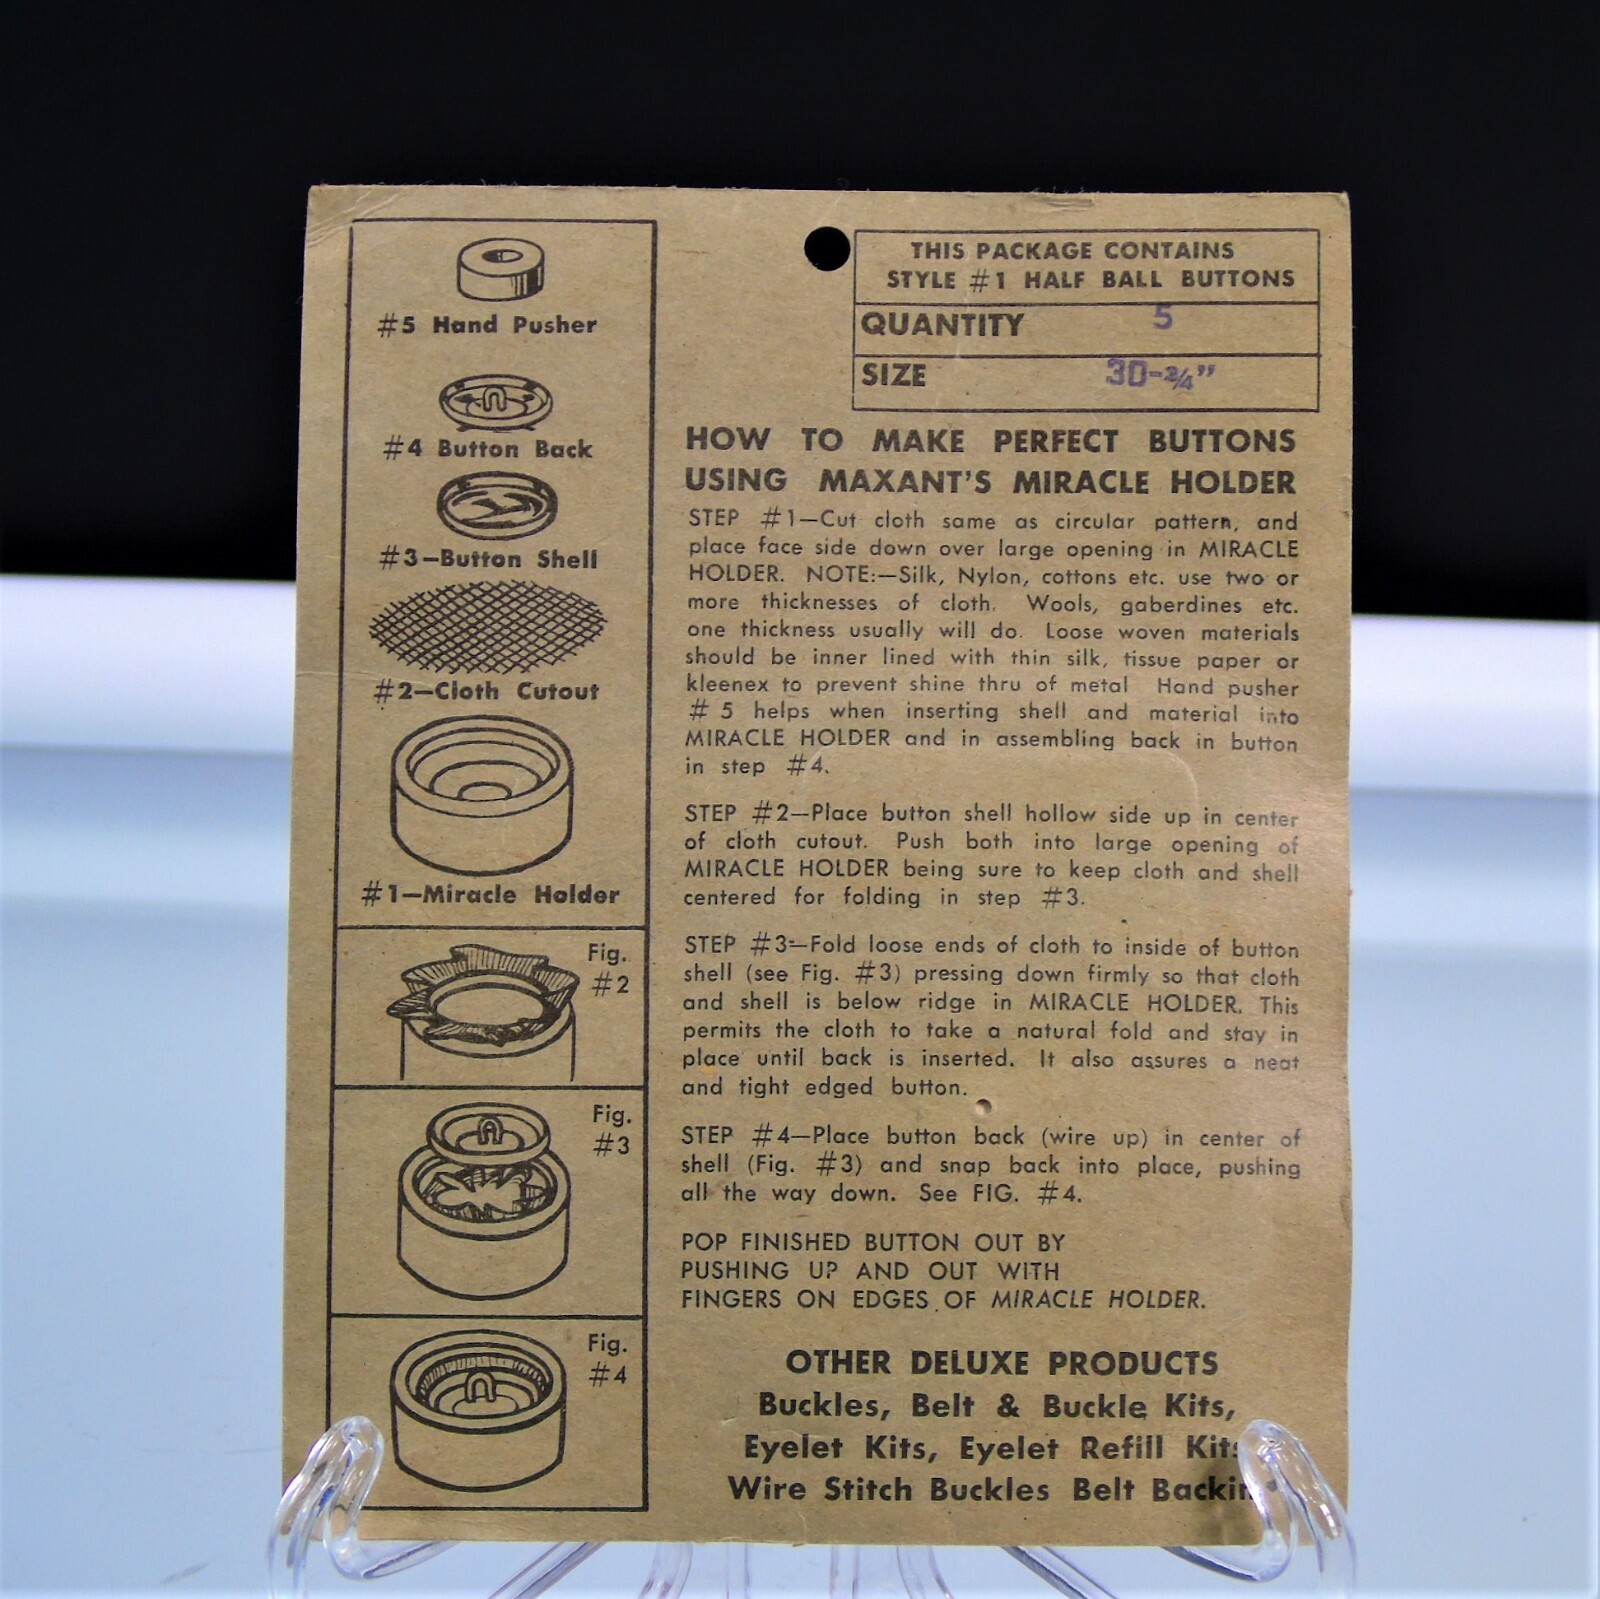 #5 Hand Pusher
#4 Button Back
#3—Button Shell
#2—Cloth Cutout
#1—Miracle Holder
Fig.
#2
Fig.
#3
Fig.
#4
THIS PACKAGE CONTAINS
STYLE #1 HALF BALL BUTTONS
QUANTITY 5
SIZE 30-3/4"
HOW TO MAKE PERFECT BUTTONS
USING MAXANT'S MIRACLE HOLDER
STEP #1—Cut cloth same as circular pattern, and
place face side down over large opening in MIRACLE
HOLDER. NOTE:—Silk, Nylon, cottons etc. use two or
more thicknesses of cloth. Wools, gaberdines etc.
one thickness usually will do. Loose woven materials
should be inner lined with thin silk, tissue paper or
kleenex to prevent shine thru of metal Hand pusher
# 5 helps when inserting shell and material into
MIRACLE HOLDER and in assembling back in button
in step #4.
STEP #2—Place button shell hollow side up in center
of cloth cutout. Push both into large opening of
MIRACLE HOLDER being sure to keep cloth and shell
centered for folding in step #3.
STEP #3—Fold loose ends of cloth to inside of button
shell (see Fig. #3) pressing down firmly so that cloth
and shell is below ridge in MIRACLE HOLDER. This
permits the cloth to take a natural fold and stay in
place until back is inserted. It also assures a neat
and tight edged button.
STEP #4—Place button back (wire up) in center of
shell (Fig. #3) and snap back into place, pushing
all the way down. See FIG. #4.
POP FINISHED BUTTON OUT BY
PUSHING UP AND OUT WITH
FINGERS ON EDGES OF MIRACLE HOLDER.
OTHER DELUXE PRODUCTS
Buckles, Belt & Buckle Kits,
Eyelet Kits, Eyelet Refill Kits
Wire Stitch Buckles Belt